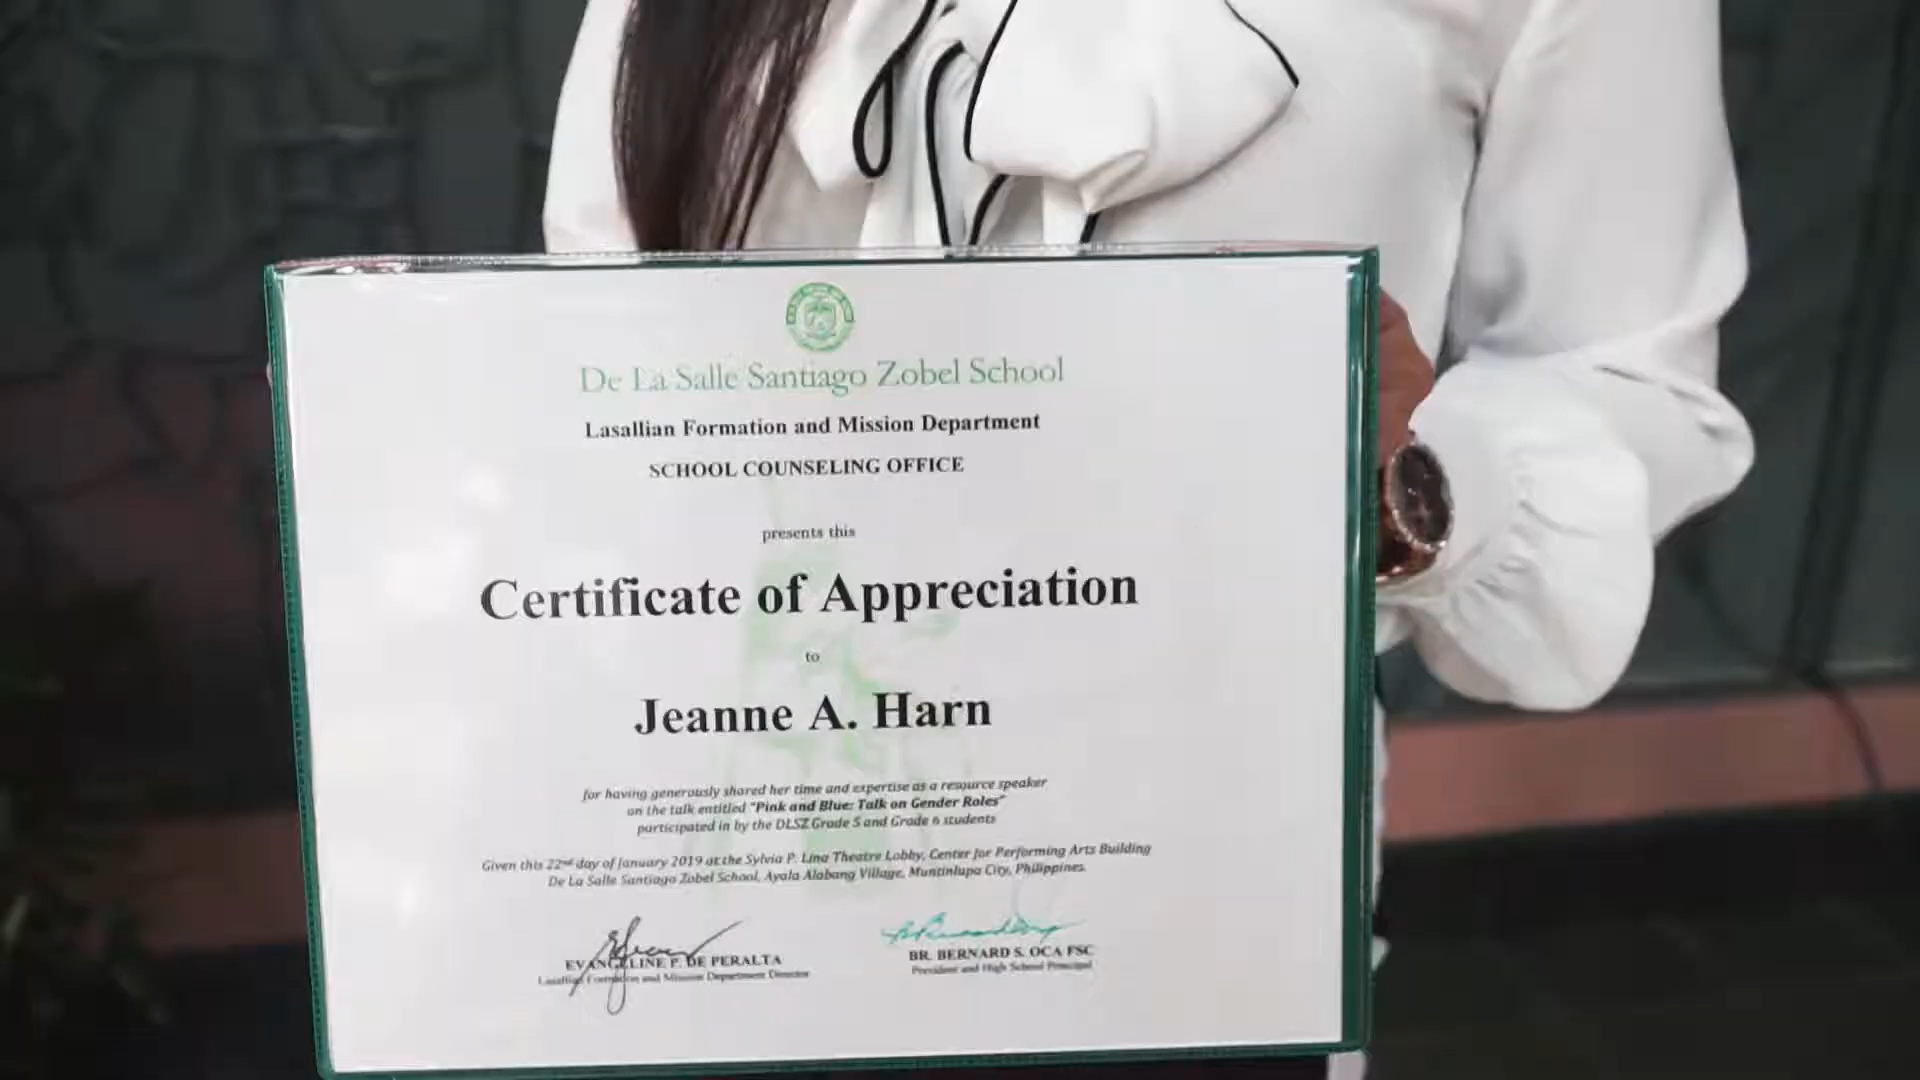 De La Salle Santiago Zobel School
Lasallian Formation and Mission Department
SCHOOL COUNSELING OFFICE
presents this
Certificate of Appreciation
to
Jeanne A. Harn
for having generously shared her time and expertise as a resource speaker
on the talk entitled "Pink and Blue: Talk on Gender Roles"
participated in by the DLSZ Grade 5 and Grade 6 students
Given this 22nd day of January 2019 at the Sylvia P. Lina Theatre Lobby, Center for Performing Arts Building
De La Salle Santiago Zobel School, Ayala Alabang Village, Muntinlupa City, Philippines.
EVANGELINE P. DE PERALTA
Lasallian Formation and Mission Department Director
BR. BERNARD S. OCA FSC
President and High School Principal